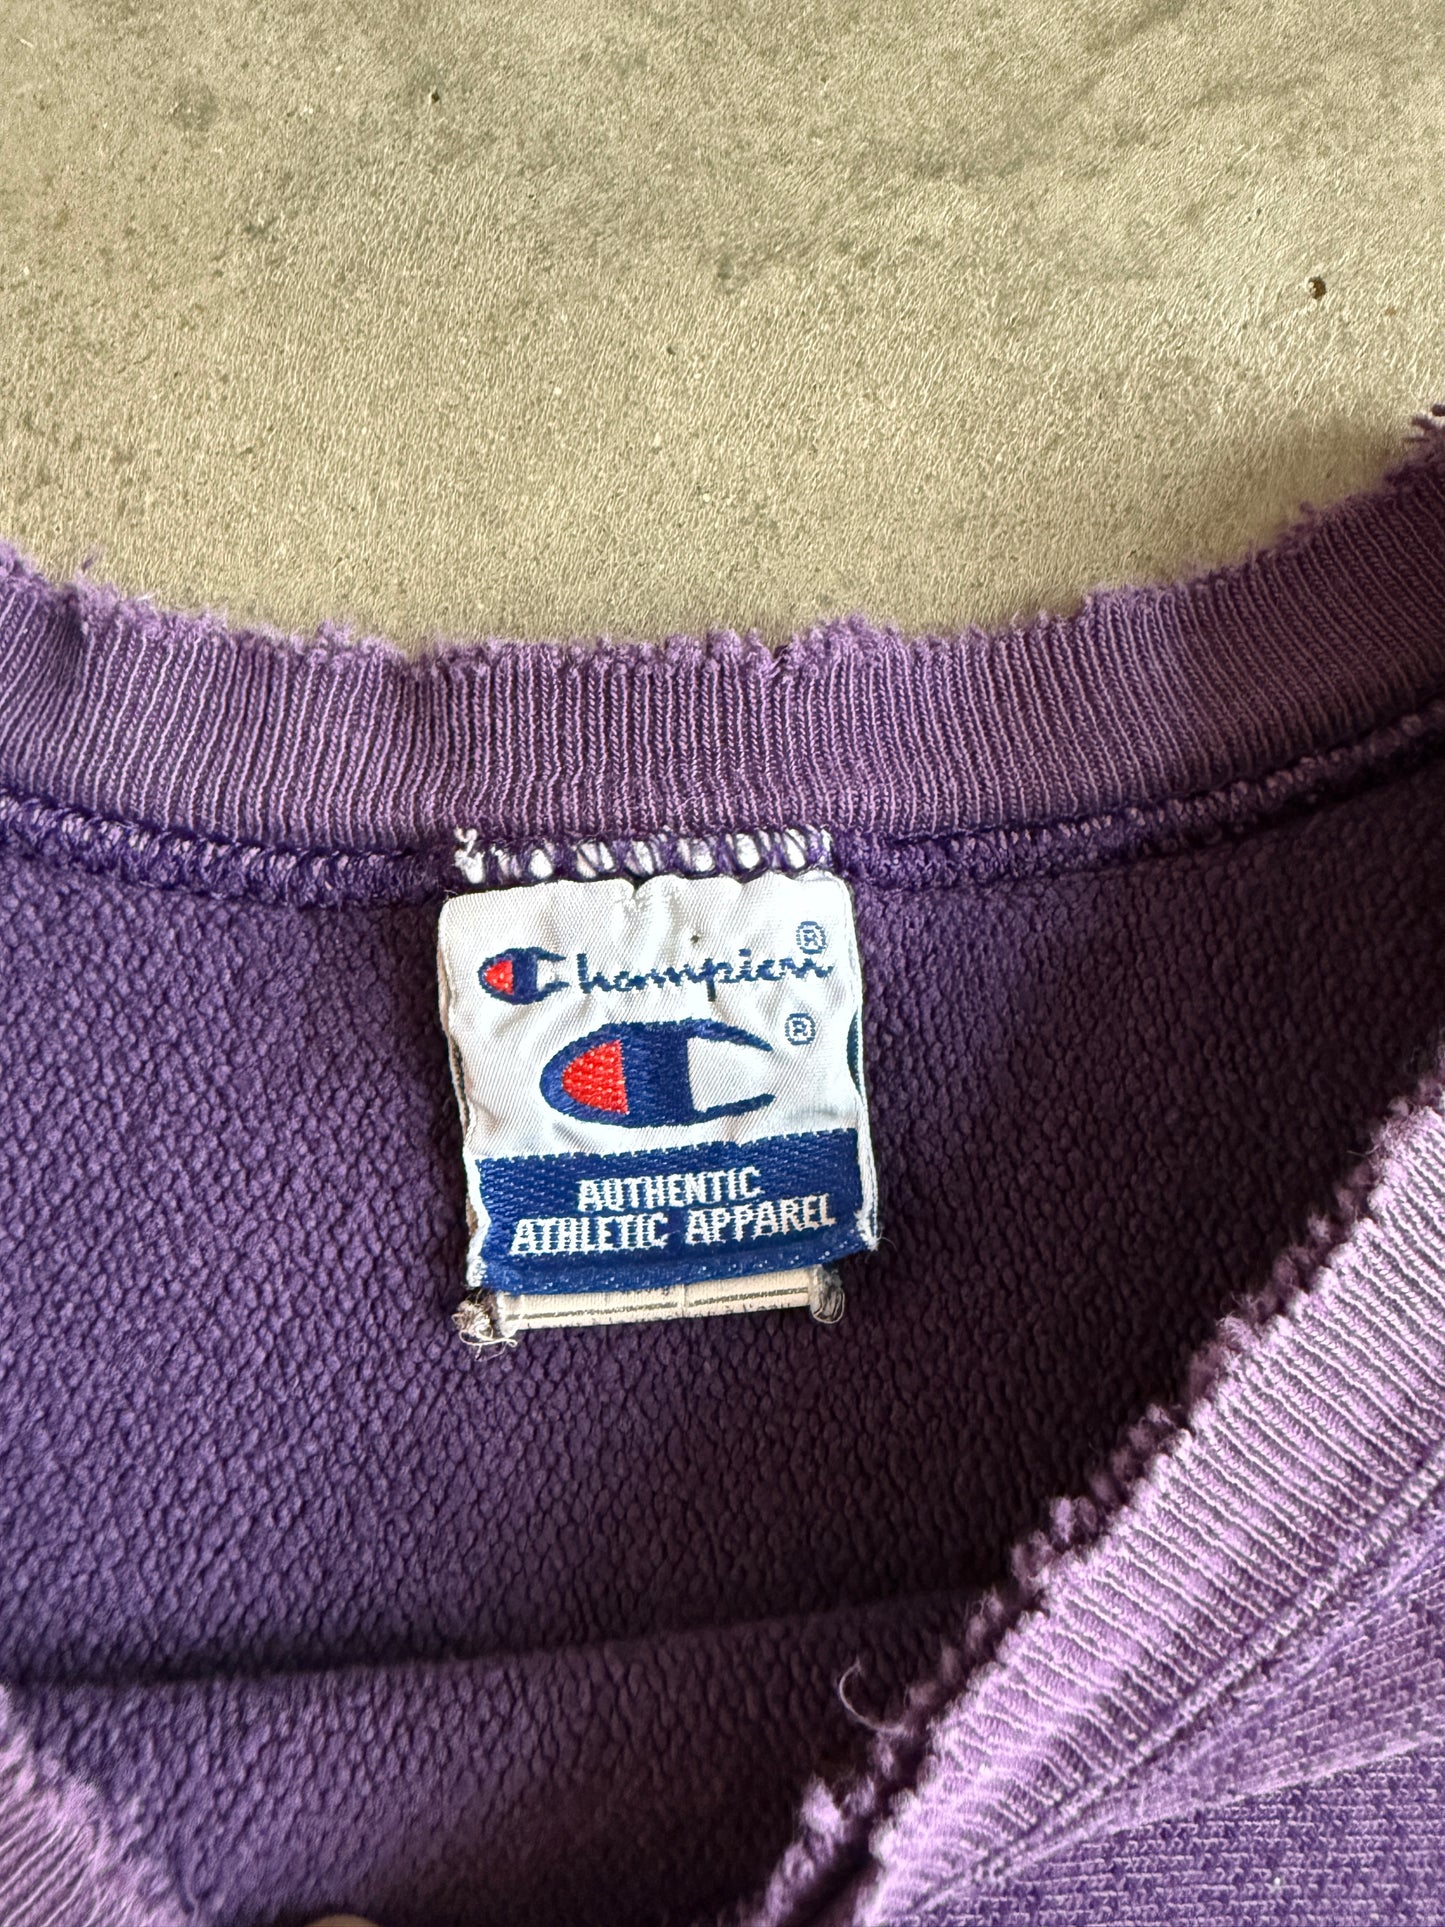 Champion®
®
AUTHENTIC
ATHLETIC APPAREL